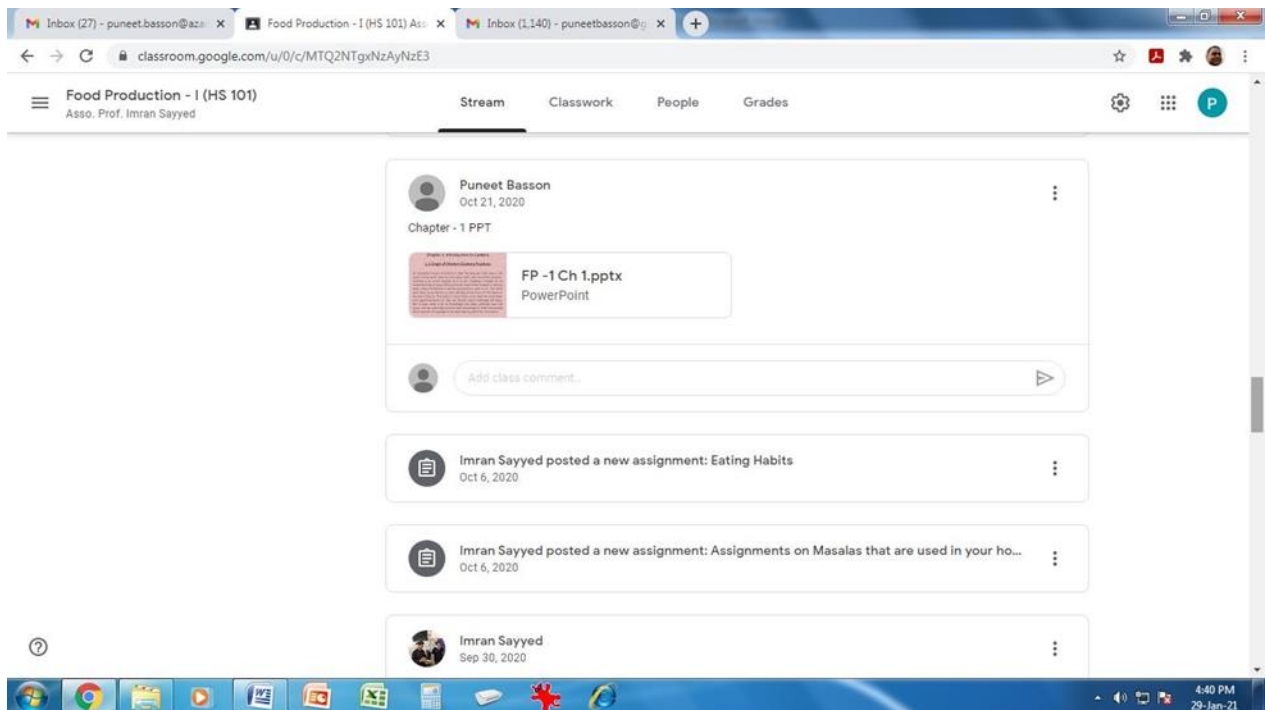 Inbox (27) - puneet.basson@aza
Food Production - I (HS 101) Ass
Inbox (1,140) - puneetbasson@g
classroom.google.com/u/0/c/MTQ2NTgxNzAyNzE3
Food Production - I (HS 101)
Asso. Prof. Imran Sayyed
Stream Classwork People Grades
P
Puneet Basson
Oct 21, 2020
Chapter - 1 PPT
FP -1 Ch 1.pptx
PowerPoint
Add class comment..
Imran Sayyed posted a new assignment: Eating Habits
Oct 6, 2020
Imran Sayyed posted a new assignment: Assignments on Masalas that are used in your ho...
Oct 6, 2020
Imran Sayyed
Sep 30, 2020
4:40 PM
29-Jan-21